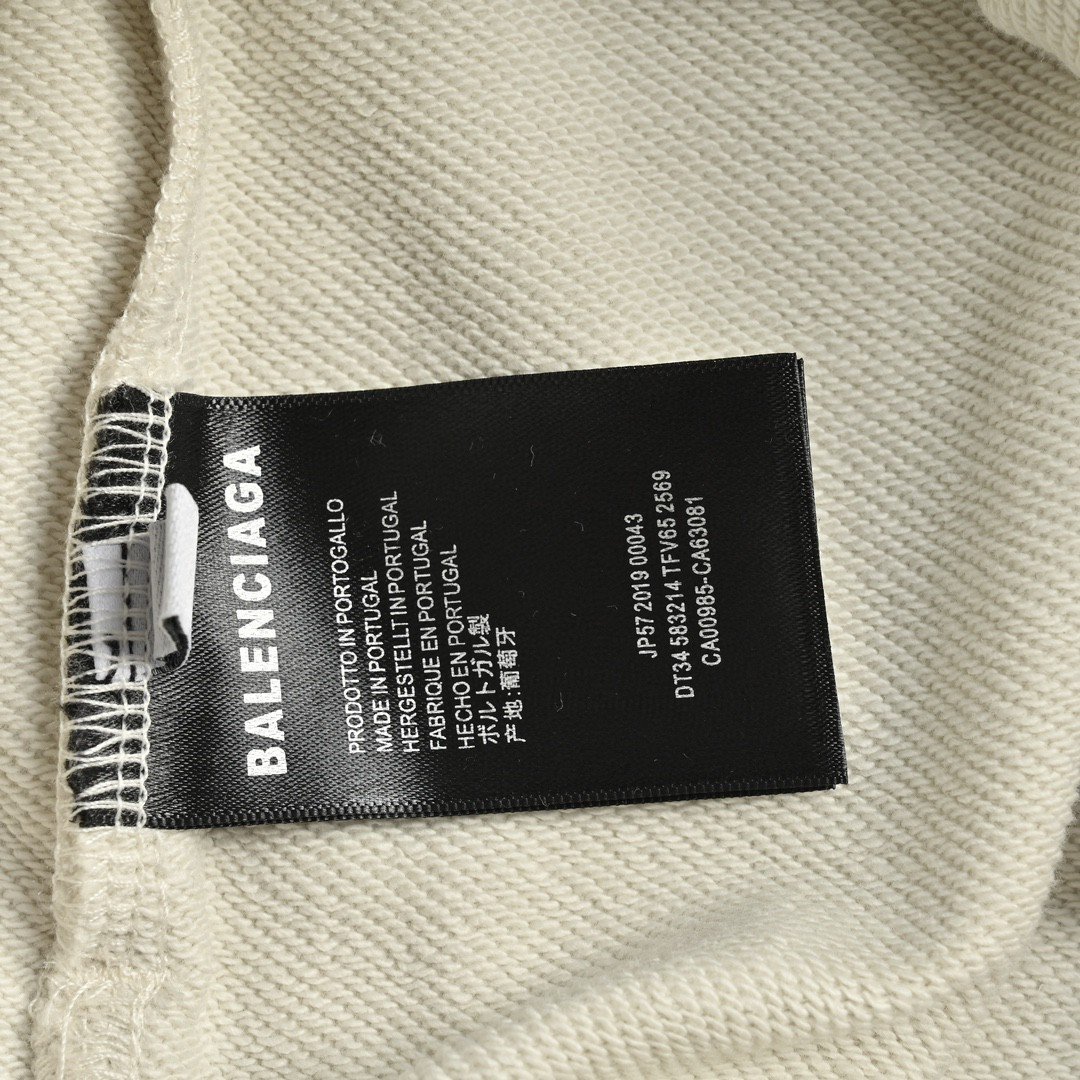 BALENCIAGA
PRODOTTO IN PORTOGALLO
MADE IN PORTUGAL
HERGESTELLT IN PORTUGAL
FABRIQUE EN PORTUGAL
HECHO EN PORTUGAL
ボルトガル製
产地:葡萄牙
JP57 2019 00043
DT34 583214 TFV65 2569
CA00985-CA63081